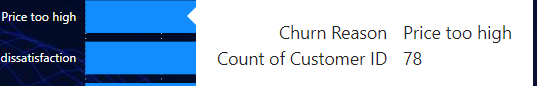 Price too high
dissatisfaction
Churn Reason Price too high
Count of Customer ID 78